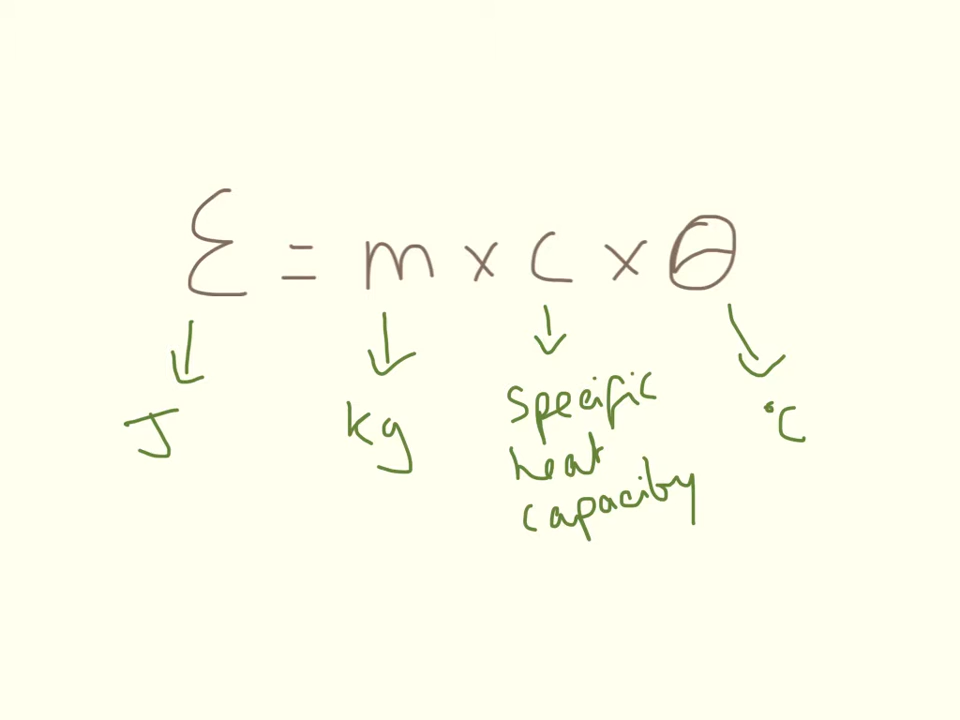 Ɛ = m × c × θ
J
kg
specific
heat
capacity
°C